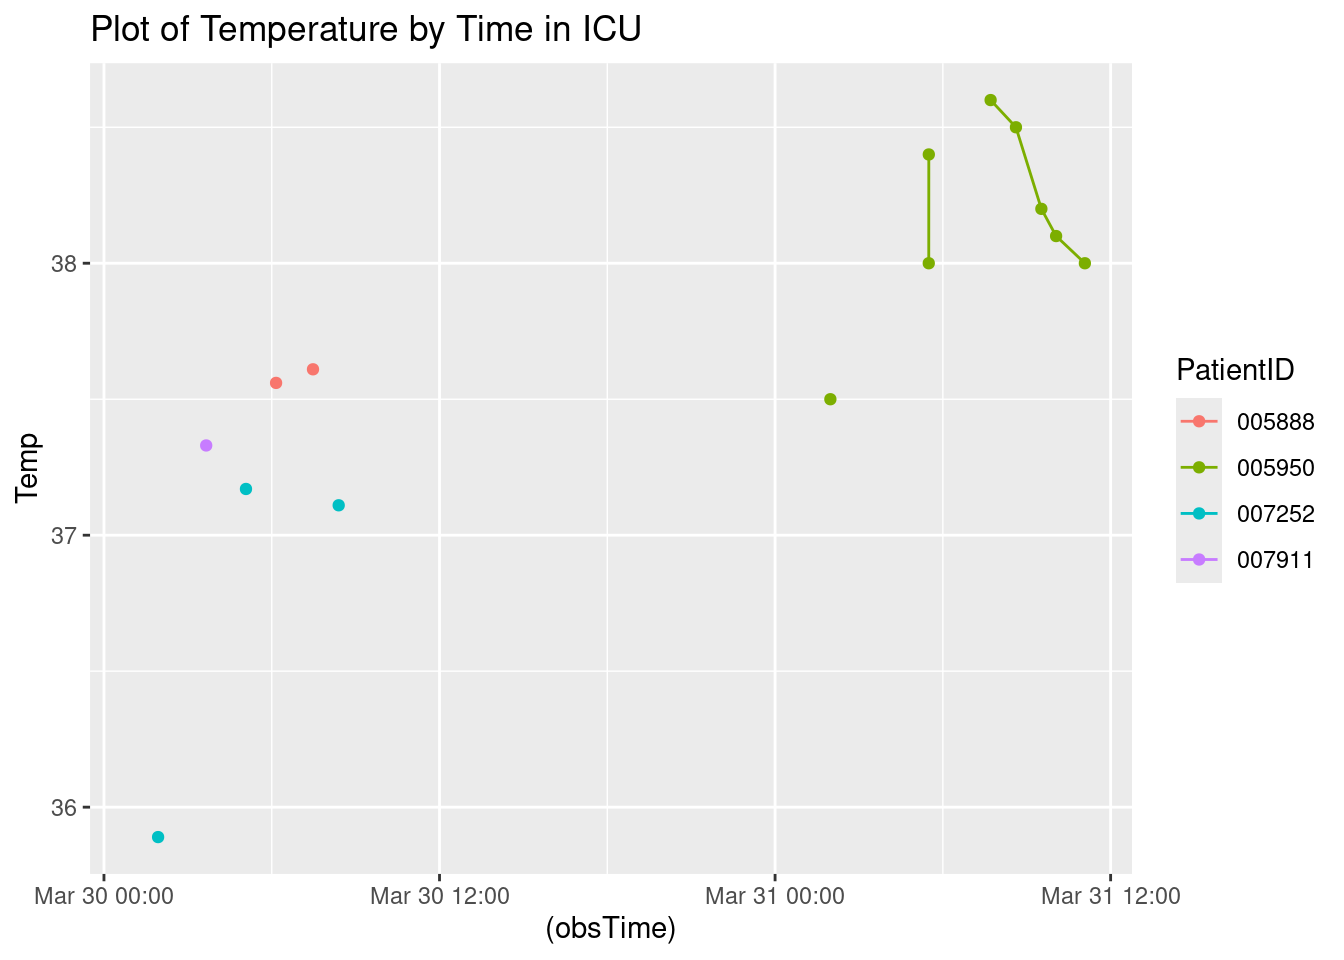 Plot of Temperature by Time in ICU
Temp
38
37
36
Mar 30 00:00
Mar 30 12:00
Mar 31 00:00
Mar 31 12:00
(obsTime)
PatientID
005888
005950
007252
007911